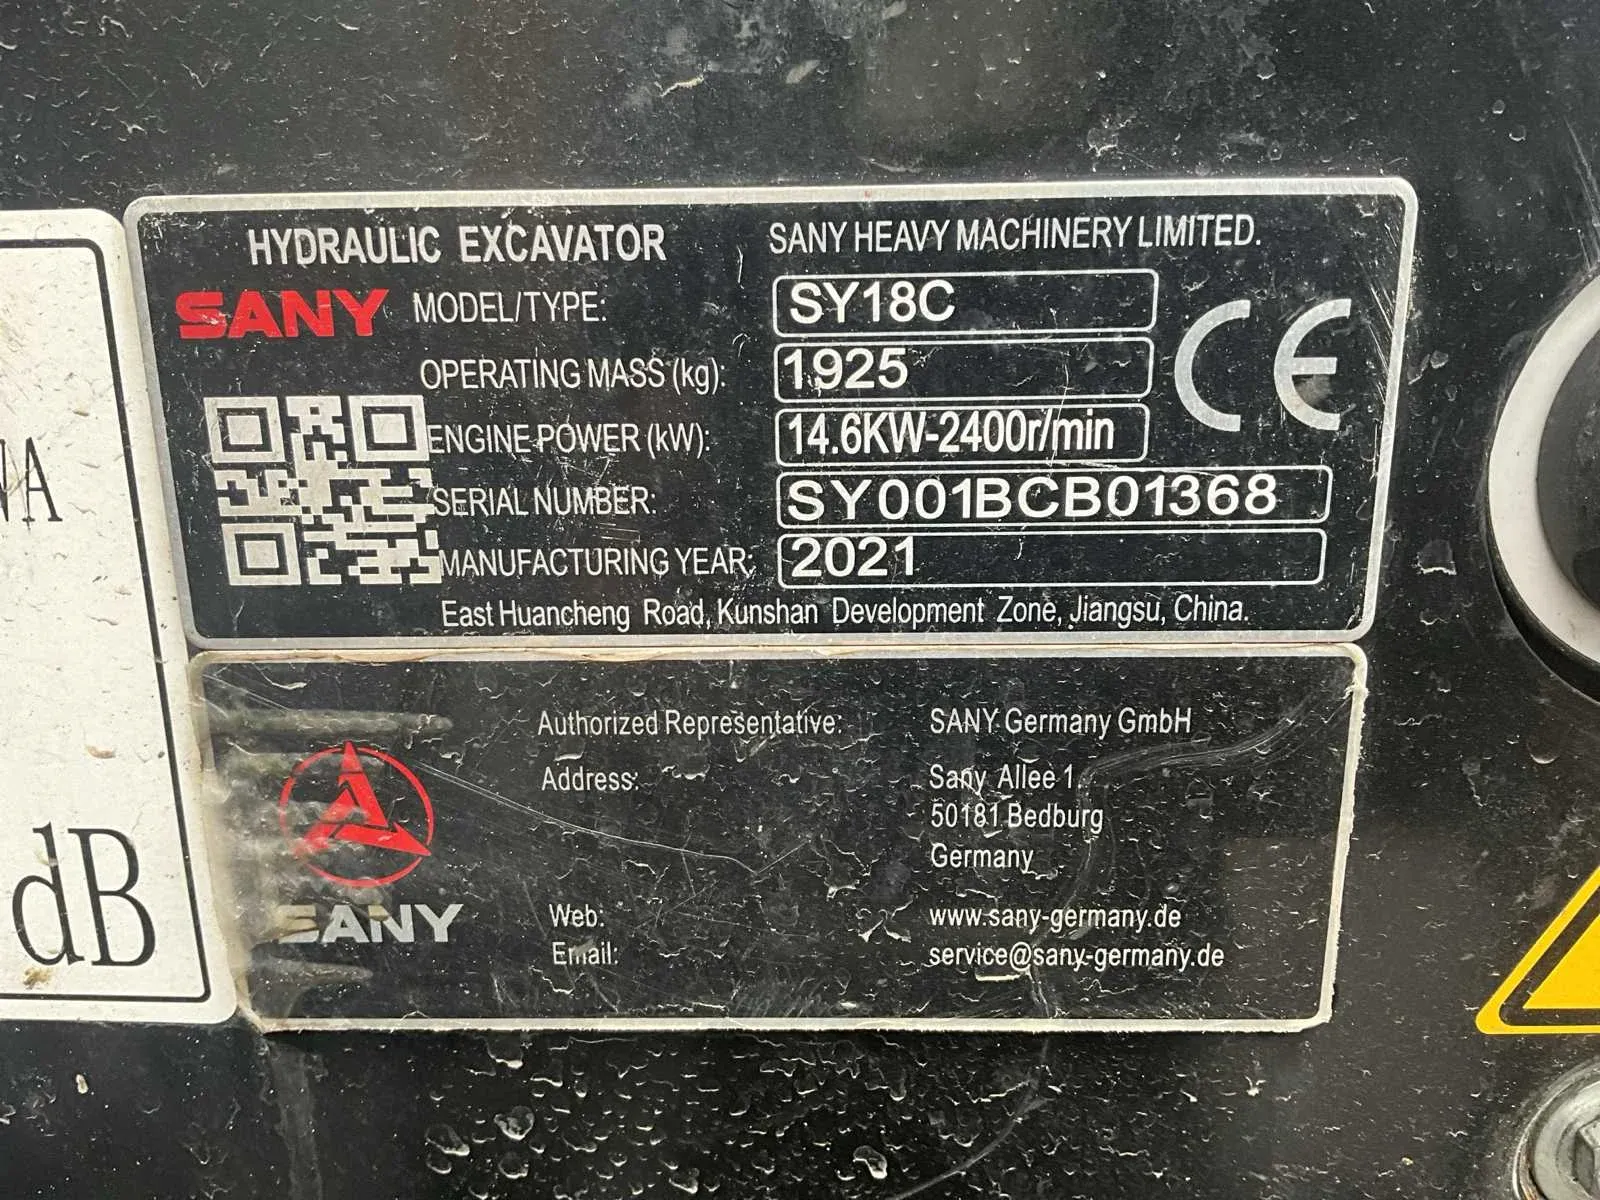 HYDRAULIC EXCAVATOR
SANY HEAVY MACHINERY LIMITED.
SANY
MODEL/TYPE: SY18C
OPERATING MASS (kg): 1925
ENGINE POWER (kW): 14.6KW-2400r/min
SERIAL NUMBER: SY001BCB01368
MANUFACTURING YEAR: 2021
East Huancheng Road, Kunshan Development Zone, Jiangsu, China.
CE
Authorized Representative: SANY Germany GmbH
Address: Sany Allee 1.
50181 Bedburg
Germany
Web: www.sany-germany.de
Email: service@sany-germany.de
SANY
dB